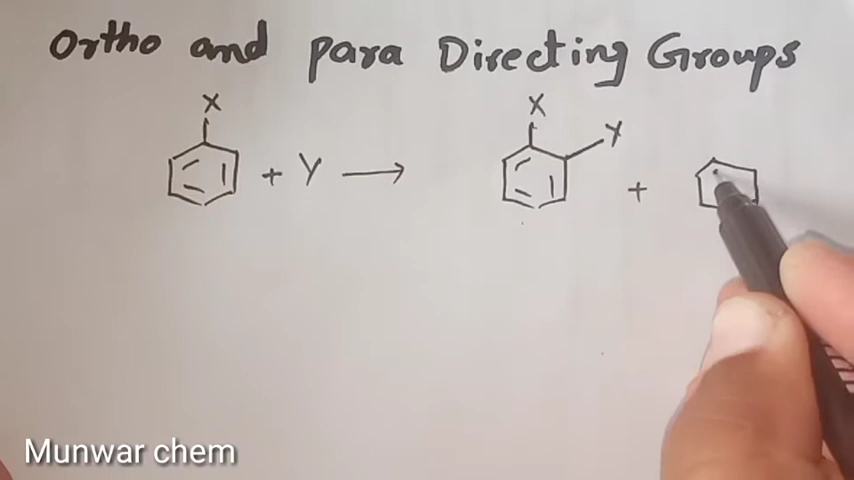 Ortho and para Directing Groups
X X
+ Y → Y +
Munwar chem